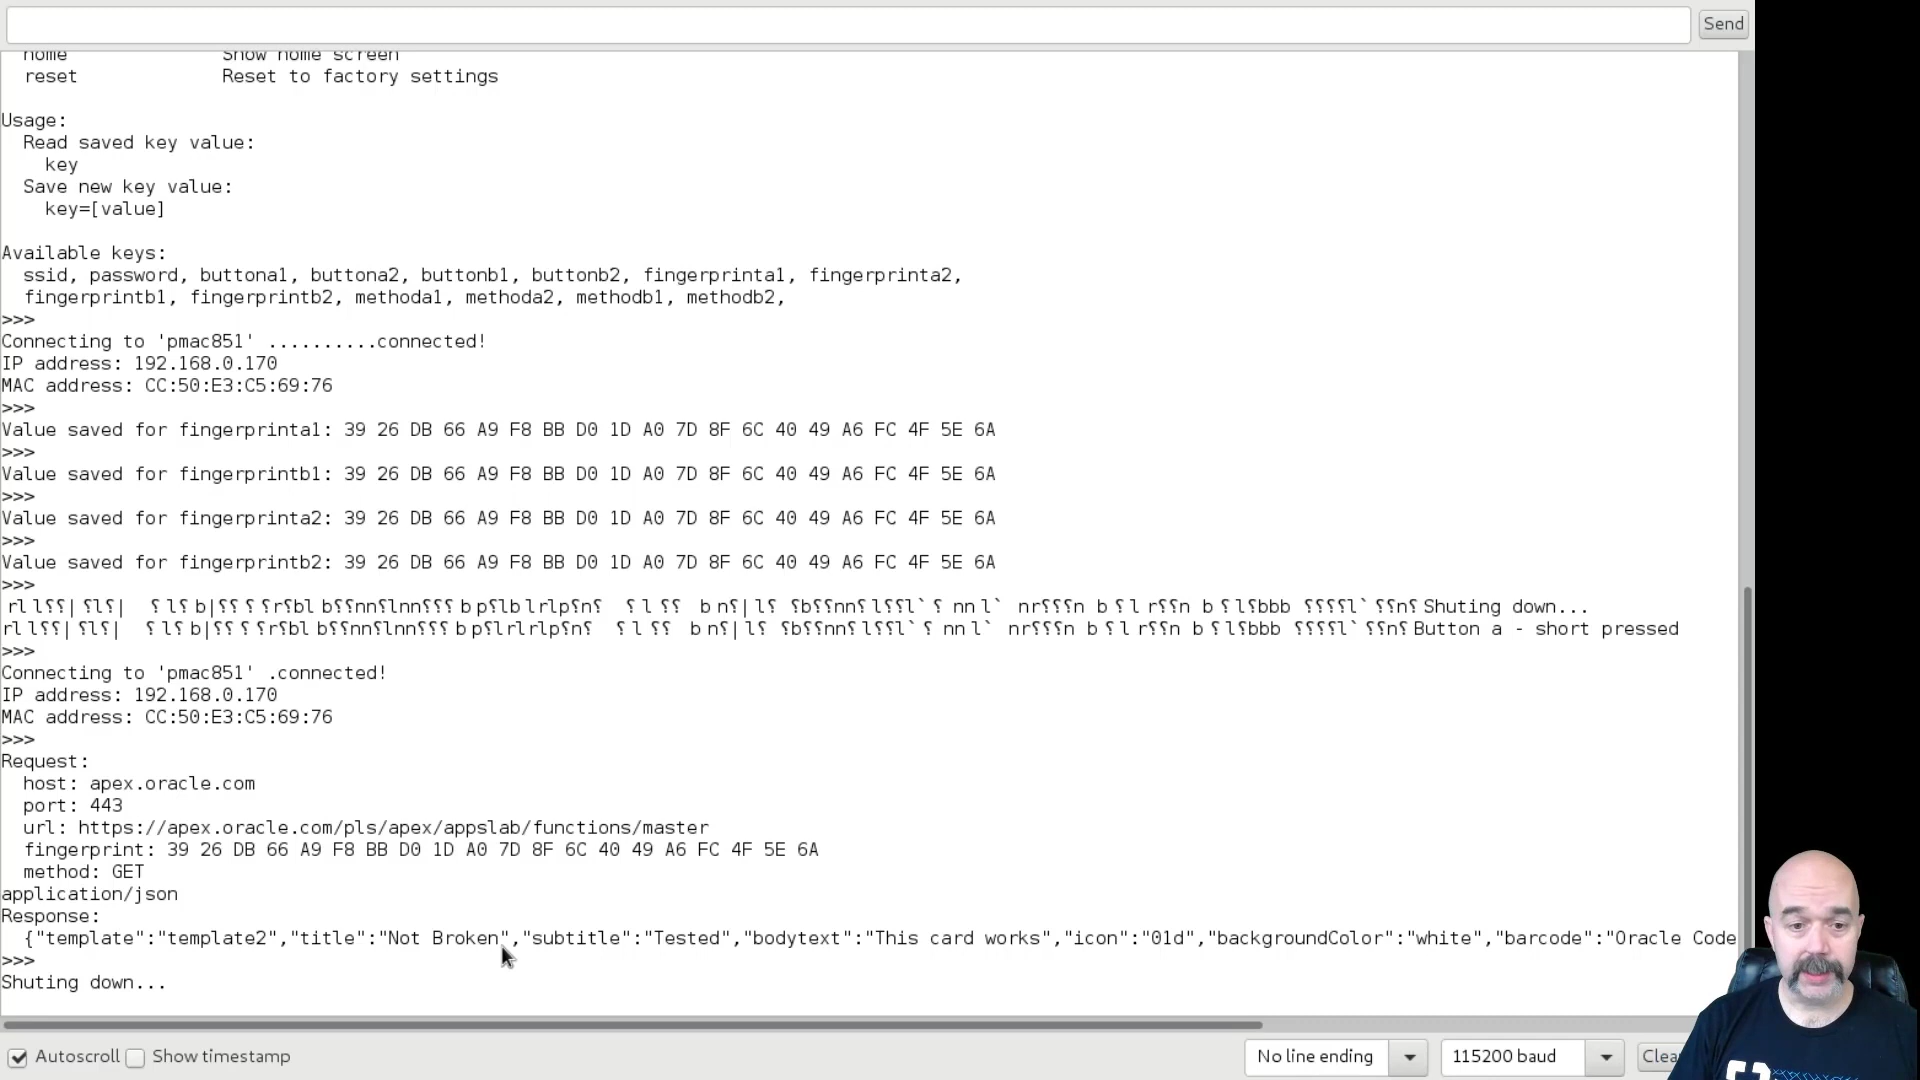 Send
home Show home screen
reset Reset to factory settings
Usage:
Read saved key value:
key
Save new key value:
key=[value]
Available keys:
ssid, password, buttona1, buttona2, buttonb1, buttonb2, fingerprinta1, fingerprinta2,
fingerprintb1, fingerprintb2, methoda1, methoda2, methodb1, methodb2,
>>>
Connecting to 'pmac851' ..........connected!
IP address: 192.168.0.170
MAC address: CC:50:E3:C5:69:76
>>>
Value saved for fingerprinta1: 39 26 DB 66 A9 F8 BB D0 1D A0 7D 8F 6C 40 49 A6 FC 4F 5E 6A
>>>
Value saved for fingerprintb1: 39 26 DB 66 A9 F8 BB D0 1D A0 7D 8F 6C 40 49 A6 FC 4F 5E 6A
>>>
Value saved for fingerprinta2: 39 26 DB 66 A9 F8 BB D0 1D A0 7D 8F 6C 40 49 A6 FC 4F 5E 6A
>>>
Value saved for fingerprintb2: 39 26 DB 66 A9 F8 BB D0 1D A0 7D 8F 6C 40 49 A6 FC 4F 5E 6A
>>>
Shuting down...
Button a - short pressed
>>>
Connecting to 'pmac851' .connected!
IP address: 192.168.0.170
MAC address: CC:50:E3:C5:69:76
>>>
Request:
host: apex.oracle.com
port: 443
url: https://apex.oracle.com/pls/apex/appslab/functions/master
fingerprint: 39 26 DB 66 A9 F8 BB D0 1D A0 7D 8F 6C 40 49 A6 FC 4F 5E 6A
method: GET
application/json
Response:
{"template":"template2","title":"Not Broken","subtitle":"Tested","bodytext":"This card works","icon":"01d","backgroundColor":"white","barcode":"Oracle Code
>>>
Shuting down...
Autoscroll Show timestamp No line ending 115200 baud